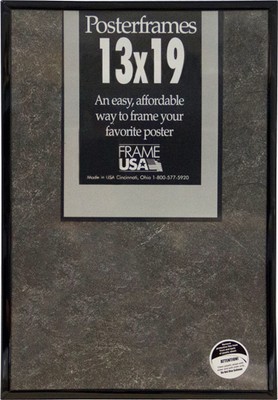 Posterframes
13x19
An easy, affordable
way to frame your
favorite poster
FRAME
USA
Made in USA Cincinnati, Ohio 1-800-577-5920
ATTENTION!